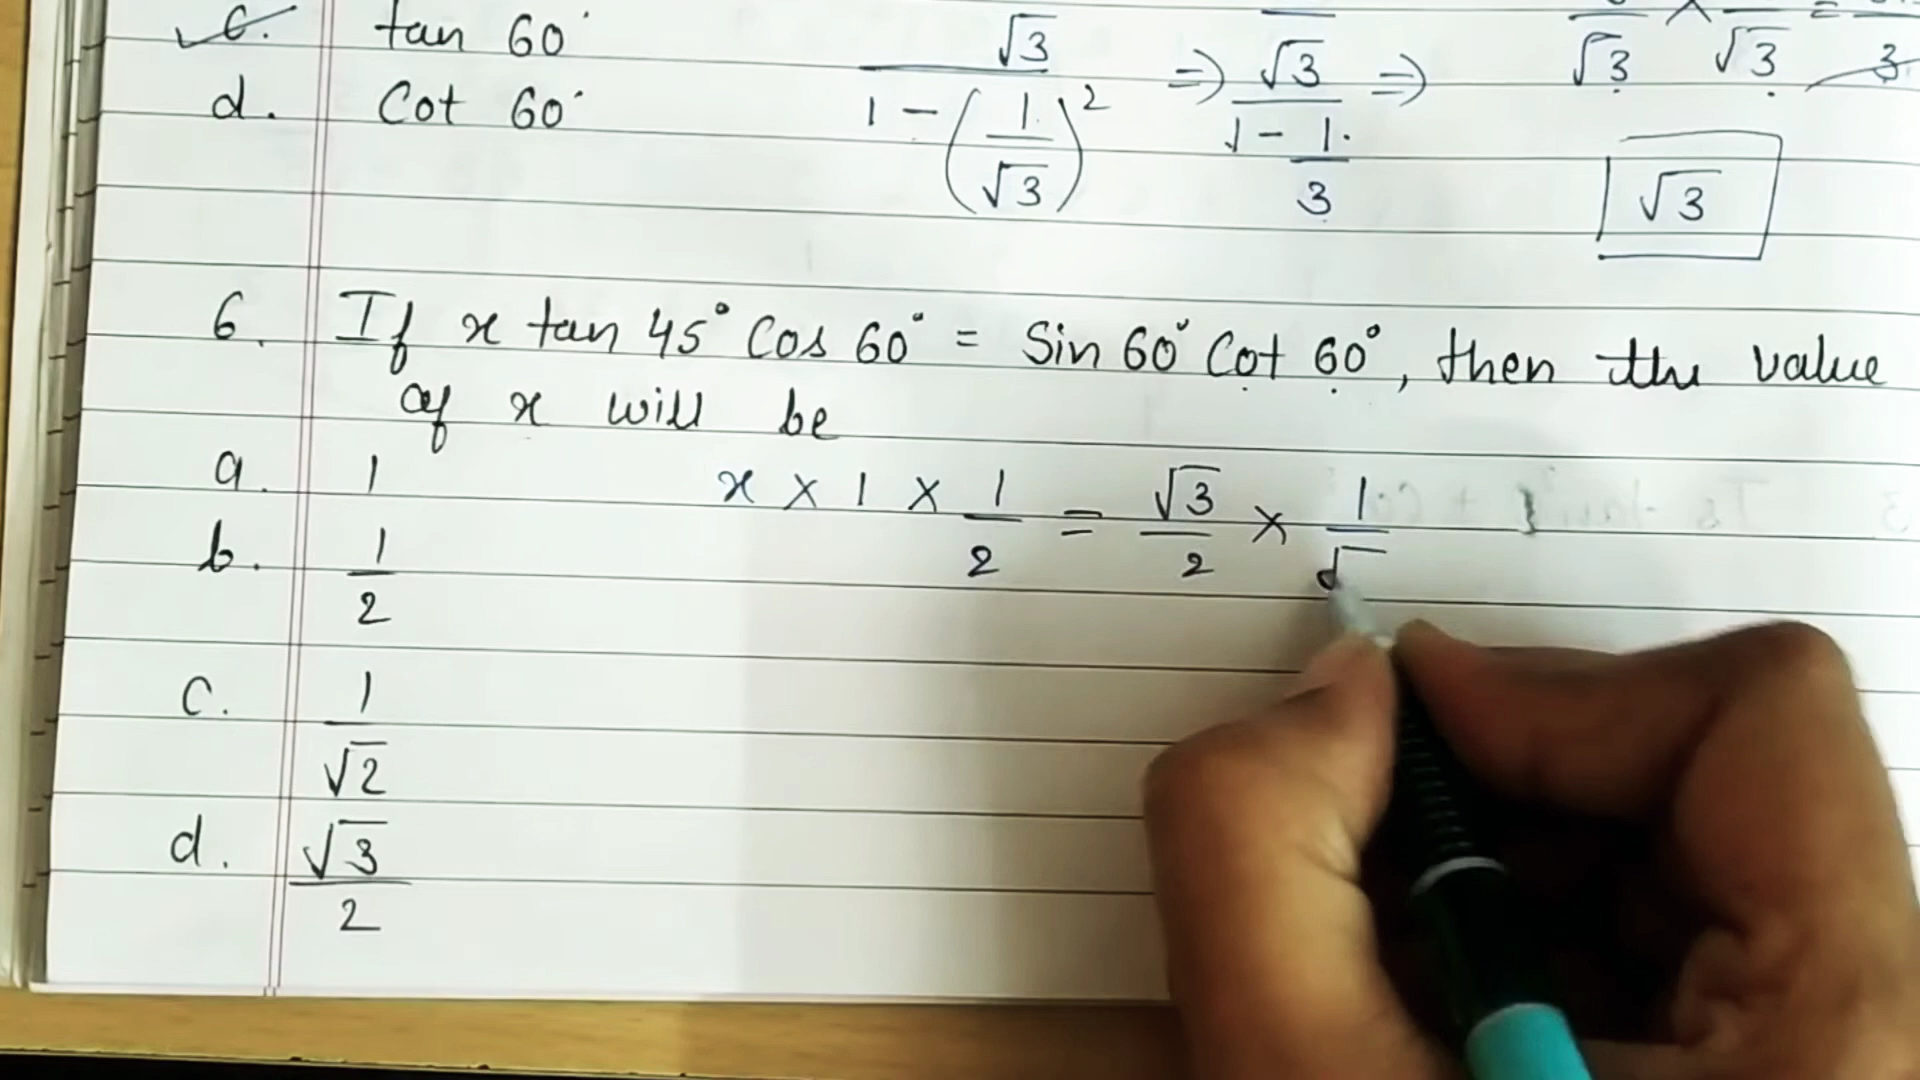 c. tan 60°
d. Cot 60°
√3 / 1 - (1/√3)² => √3 / 1 - 1/3 =>
√3 × √3 = 3
√3
6. If x tan 45° Cos 60° = Sin 60° Cot 60°, then the value
of x will be
a. 1
x × 1 × 1/2 = √3/2 × 1/√
b. 1/2
c. 1/√2
d. √3/2